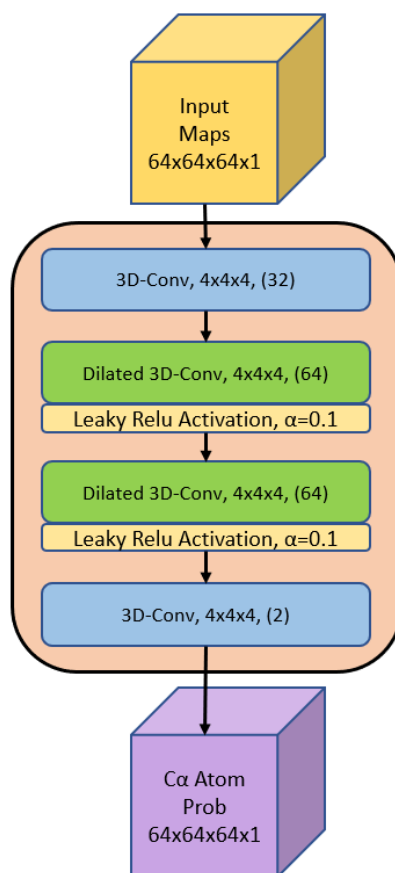 Input
Maps
64x64x64x1
3D-Conv, 4x4x4, (32)
Dilated 3D-Conv, 4x4x4, (64)
Leaky Relu Activation, α=0.1
Dilated 3D-Conv, 4x4x4, (64)
Leaky Relu Activation, α=0.1
3D-Conv, 4x4x4, (2)
Cα Atom
Prob
64x64x64x1